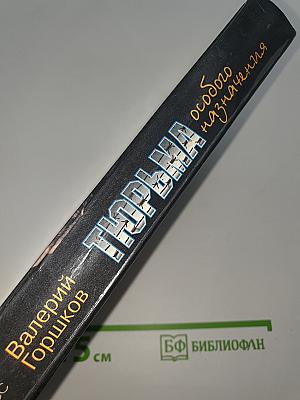 Валерий
Горшков
ТЮРЬМА
особого
назначения
5 см
БФ БИБЛИОФАН